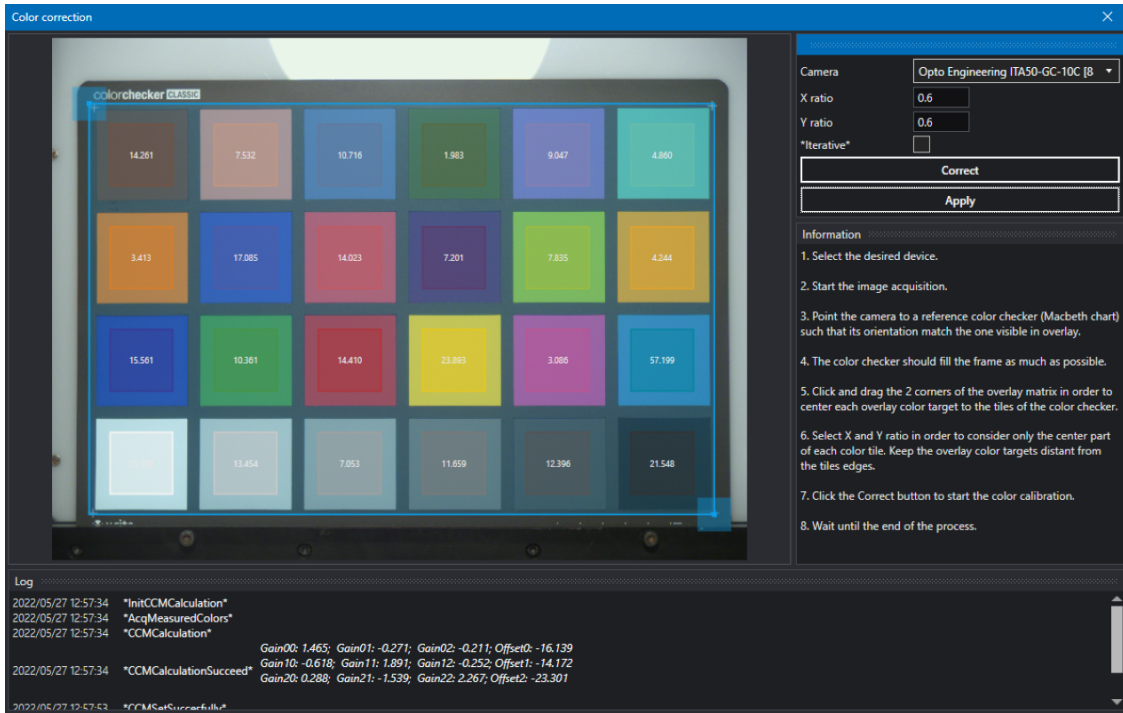 Color correction
colorchecker CLASSIC
14.261 7.532 10.716 1.983 9.047 4.860
3.413 17.085 14.023 7.201 7.835 4.244
15.561 10.361 14.410 23.893 3.086 57.199
13.454 7.053 11.659 12.396 21.548
Camera
Opto Engineering ITA50-GC-10C [8
X ratio
0.6
Y ratio
0.6
*Iterative*
Correct
Apply
Information
1. Select the desired device.
2. Start the image acquisition.
3. Point the camera to a reference color checker (Macbeth chart)
such that its orientation match the one visible in overlay.
4. The color checker should fill the frame as much as possible.
5. Click and drag the 2 corners of the overlay matrix in order to
center each overlay color target to the tiles of the color checker.
6. Select X and Y ratio in order to consider only the center part
of each color tile. Keep the overlay color targets distant from
the tiles edges.
7. Click the Correct button to start the color calibration.
8. Wait until the end of the process.
Log
2022/05/27 12:57:34 *InitCCMCalculation*
2022/05/27 12:57:34 *AcqMeasuredColors*
2022/05/27 12:57:34 *CCMCalculation*
Gain00: 1.465; Gain01: -0.271; Gain02: -0.211; Offset0: -16.139
2022/05/27 12:57:34 *CCMCalculationSucceed* Gain10: -0.618; Gain11: 1.891; Gain12: -0.252; Offset1: -14.172
Gain20: 0.288; Gain21: -1.539; Gain22: 2.267; Offset2: -23.301
2022/05/27 12:57:53 *CCMSetSuccerfully*